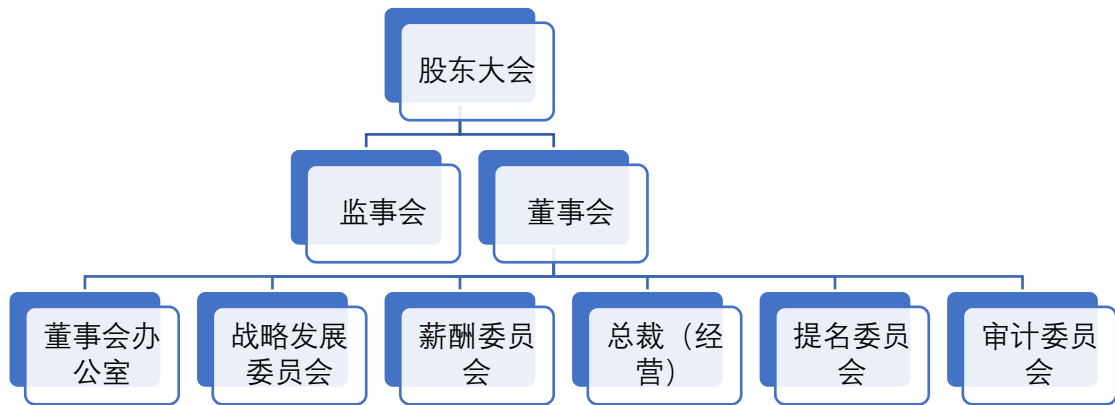 股东大会
监事会
董事会
董事会办
公室
战略发展
委员会
薪酬委员
会
总裁（经
营）
提名委员
会
审计委员
会